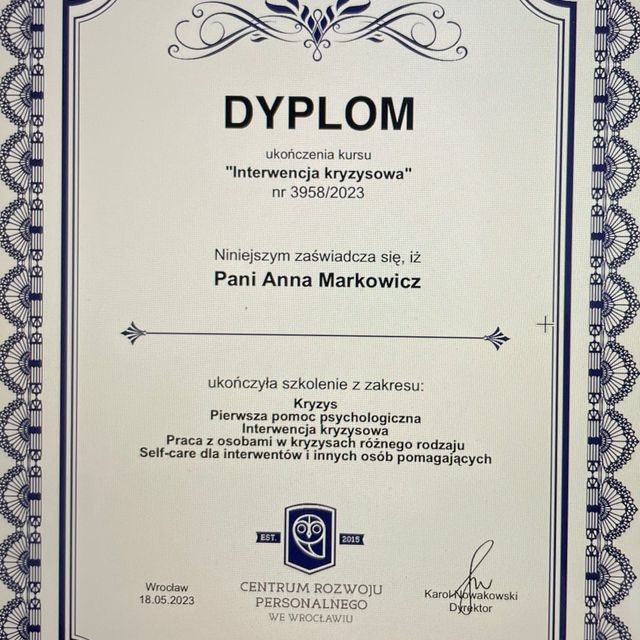 DYPLOM
ukończenia kursu
"Interwencja kryzysowa"
nr 3958/2023
Niniejszym zaświadcza się, iż
Pani Anna Markowicz
ukończyła szkolenie z zakresu:
Kryzys
Pierwsza pomoc psychologiczna
Interwencja kryzysowa
Praca z osobami w kryzysach różnego rodzaju
Self-care dla interwentów i innych osób pomagających
EST. 2015
CENTRUM ROZWOJU
PERSONALNEGO
WE WROCŁAWIU
Wrocław
18.05.2023
Karol Nowakowski
Dyrektor